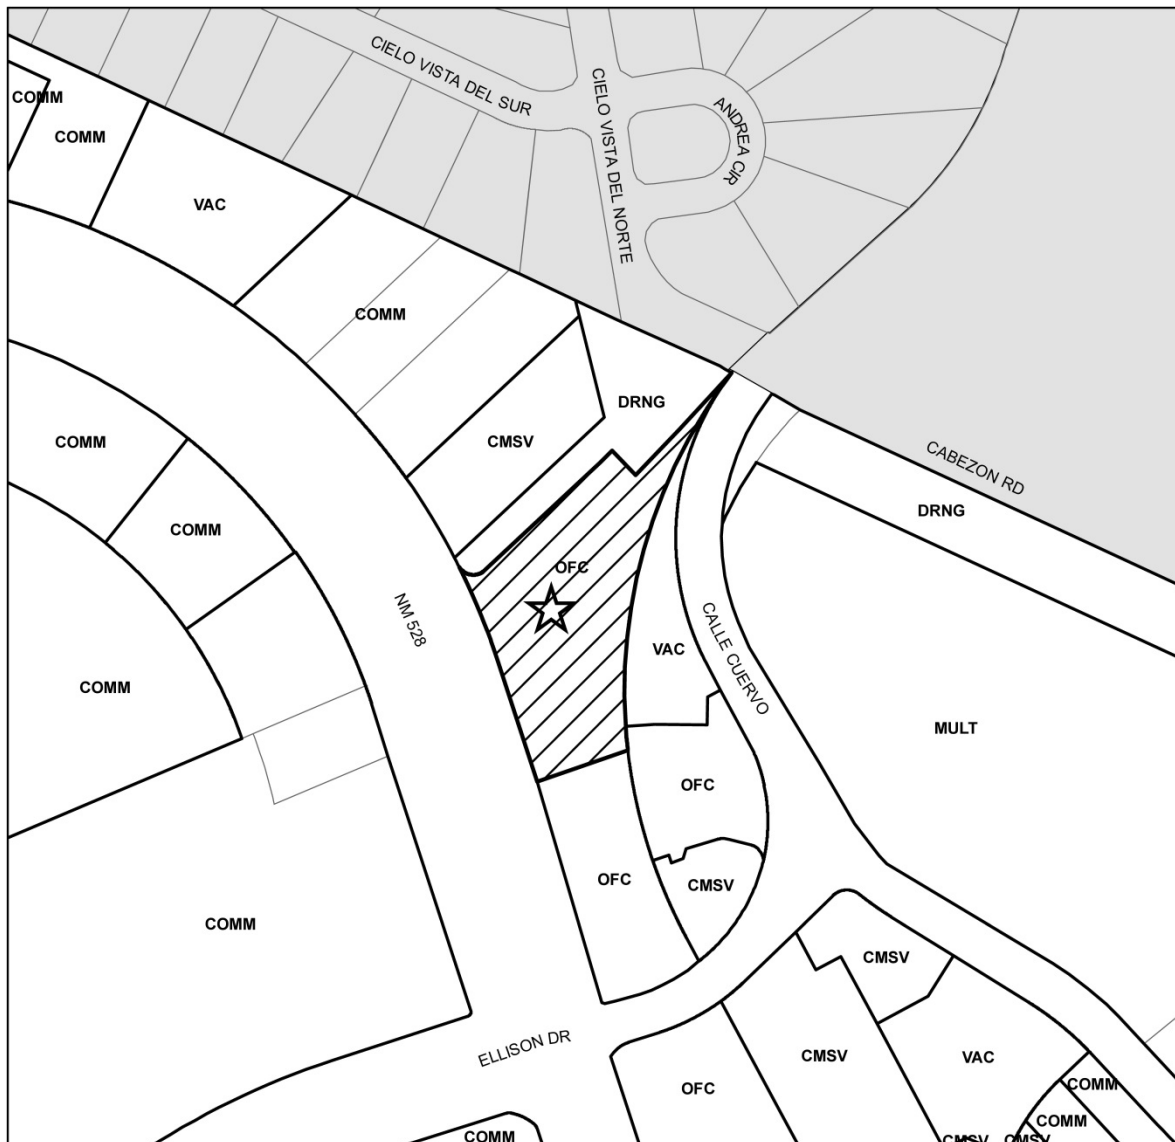 CIELO VISTA DEL SUR
CIELO VISTA DEL NORTE
ANDREA CIR
COMM
COMM
VAC
COMM
DRNG
CMSV
COMM
CABEZON RD
DRNG
COMM
OFC
NM 528
CALLE CUERVO
VAC
COMM
MULT
OFC
OFC
CMSV
COMM
CMSV
ELLISON DR
CMSV
VAC
OFC
COMM
COMM
COMM
CMSV
CMSV